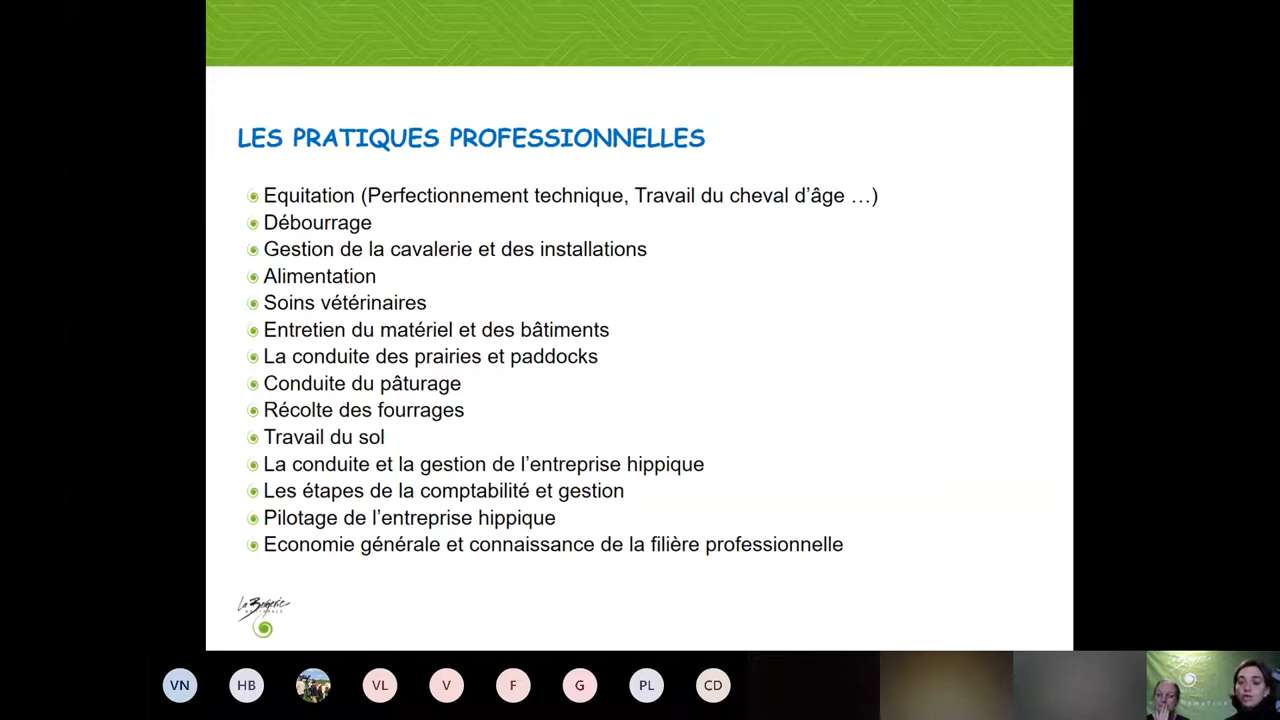 LES PRATIQUES PROFESSIONNELLES
Equitation (Perfectionnement technique, Travail du cheval d’âge …)
Débourrage
Gestion de la cavalerie et des installations
Alimentation
Soins vétérinaires
Entretien du matériel et des bâtiments
La conduite des prairies et paddocks
Conduite du pâturage
Récolte des fourrages
Travail du sol
La conduite et la gestion de l’entreprise hippique
Les étapes de la comptabilité et gestion
Pilotage de l’entreprise hippique
Economie générale et connaissance de la filière professionnelle
La Bergerie
NATIONALE
VN HB VL V F G PL CD